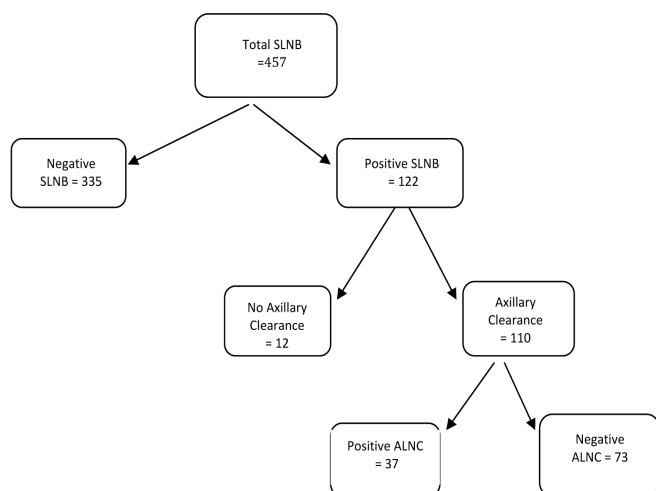 Total SLNB
=457
Negative
SLNB = 335
Positive SLNB
= 122
No Axillary
Clearance
= 12
Axillary
Clearance
= 110
Positive ALNC
= 37
Negative
ALNC = 73